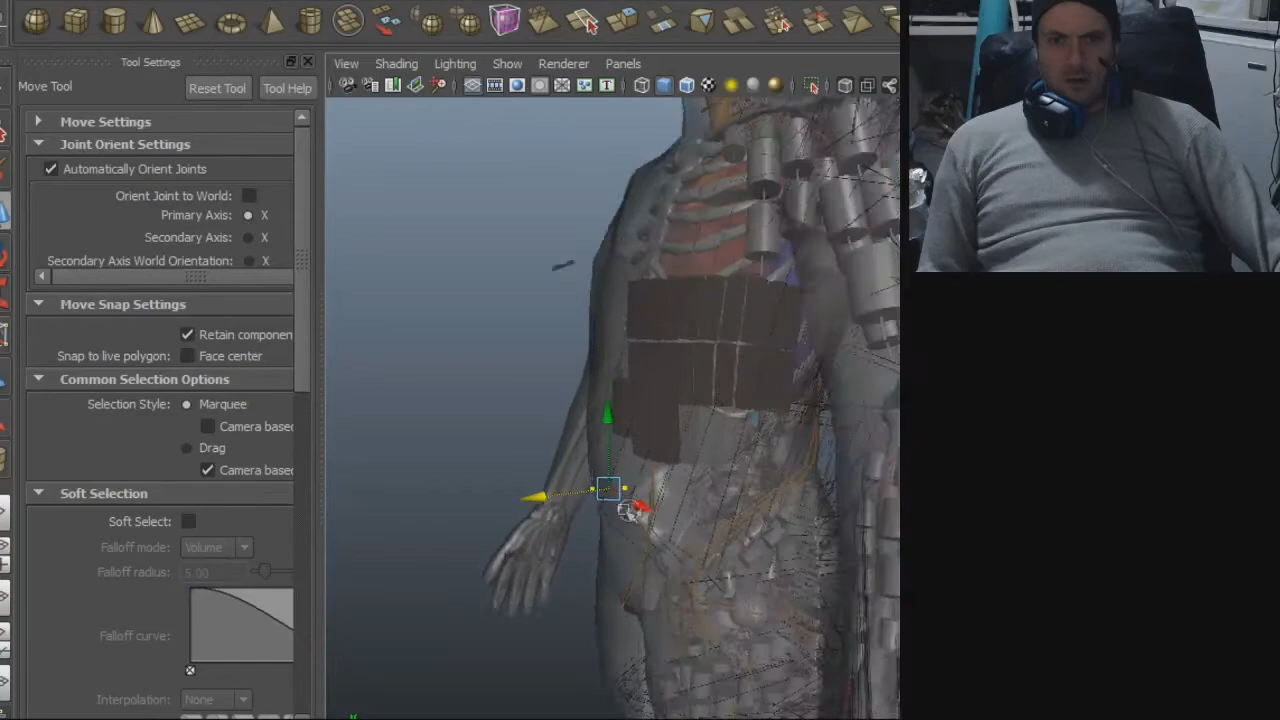 Tool Settings
Move Tool
Reset Tool
Tool Help
View Shading Lighting Show Renderer Panels
Move Settings
Joint Orient Settings
Automatically Orient Joints
Orient Joint to World:
Primary Axis: X
Secondary Axis: X
Secondary Axis World Orientation: X
Move Snap Settings
Retain componen
Snap to live polygon: Face center
Common Selection Options
Selection Style: Marquee
Camera based
Drag
Camera based
Soft Selection
Soft Select:
Falloff mode: Volume
Falloff radius: 5.00
Falloff curve:
Interpolation: None